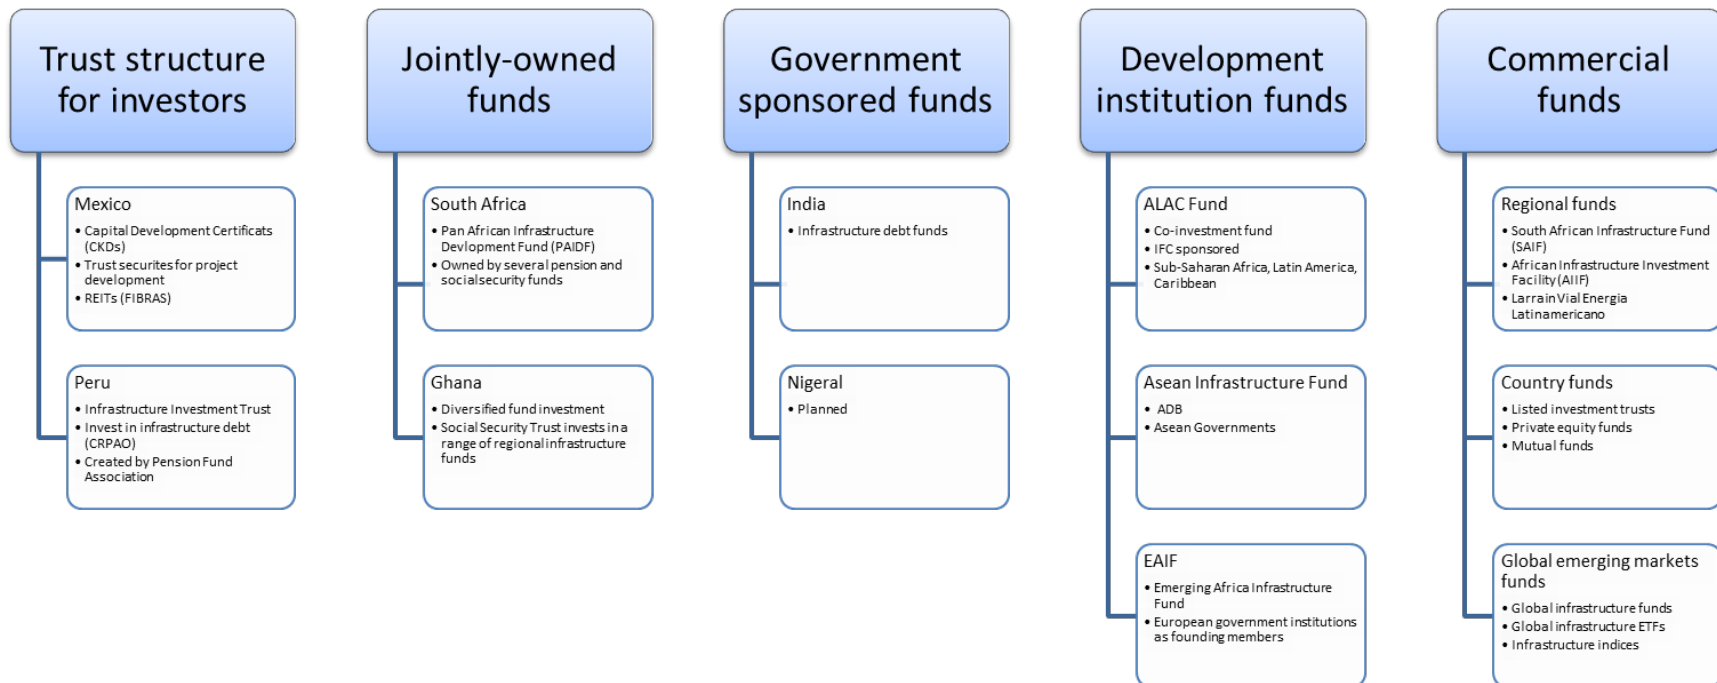 Trust structure
for investors
Mexico
• Capital Development Certificats
(CKDs)
• Trust securites for project
development
• REITs (FIBRAS)
Peru
• Infrastructure Investment Trust
• Invest in infrastructure debt
(CRPAO)
• Created by Pension Fund
Association
Jointly-owned
funds
South Africa
• Pan African Infrastructure
Devlopment Fund (PAIDF)
• Owned by several pension and
social security funds
Ghana
• Diversified fund investment
• Social Security Trust invests in a
range of regional infrastructure
funds
Government
sponsored funds
India
• Infrastructure debt funds
Nigeral
• Planned
Development
institution funds
ALAC Fund
• Co-investment fund
• IFC sponsored
• Sub-Saharan Africa, Latin America,
Caribbean
Asean Infrastructure Fund
• ADB
• Asean Governments
EAIF
• Emerging Africa Infrastructure
Fund
• European government institutions
as founding members
Commercial
funds
Regional funds
• South African Infrastructure Fund
(SAIF)
• African Infrastructure Investment
Facility (AIIF)
• Larrain Vial Energia
Latinamericano
Country funds
• Listed investment trusts
• Private equity funds
• Mutual funds
Global emerging markets
funds
• Global infrastructure funds
• Global infrastructure ETFs
• Infrastructure indices